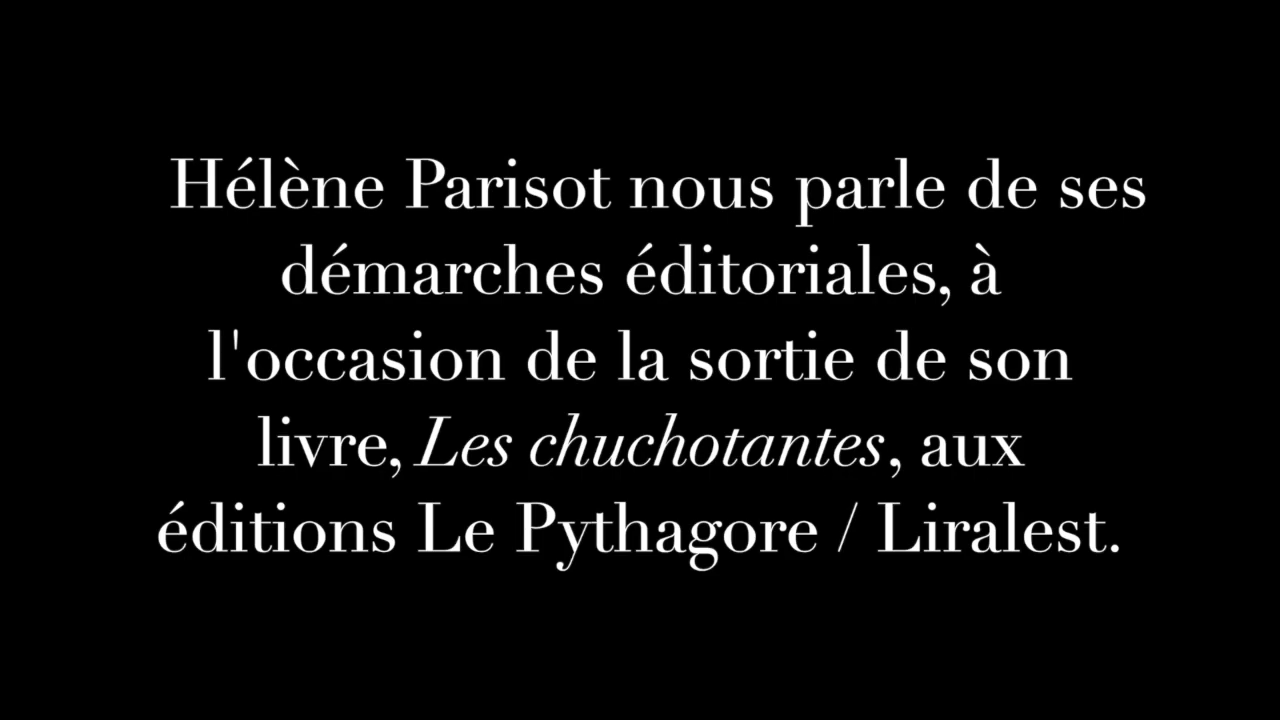 Hélène Parisot nous parle de ses
démarches éditoriales, à
l'occasion de la sortie de son
livre, Les chuchotantes, aux
éditions Le Pythagore / Liralest.